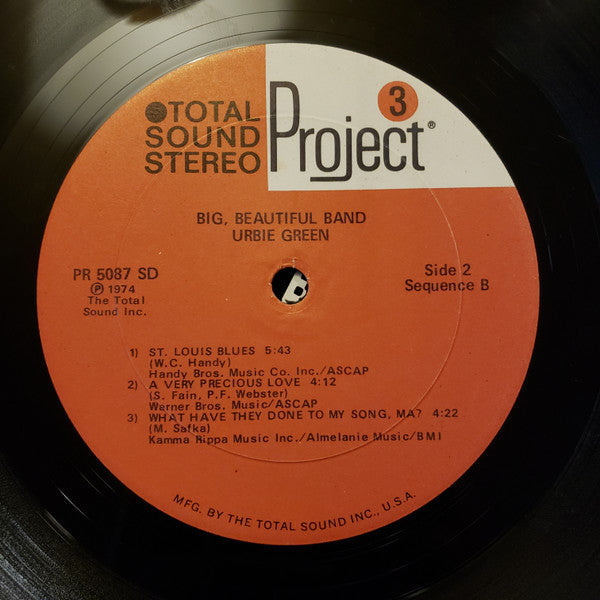 TOTAL
SOUND
STEREO
Project®
3
BIG, BEAUTIFUL BAND
URBIE GREEN
PR 5087 SD
Ⓟ 1974
The Total
Sound Inc.
Side 2
Sequence B
1) ST. LOUIS BLUES 5:43
(W.C. Handy)
Handy Bros. Music Co. Inc./ASCAP
2) A VERY PRECIOUS LOVE 4:12
(S. Fain, P.F. Webster)
Warner Bros. Music/ASCAP
3) WHAT HAVE THEY DONE TO MY SONG, MA? 4:22
(M. Safka)
Kamma Rippa Music Inc./Almelanie Music/BMI
MFG. BY THE TOTAL SOUND INC., U.S.A.